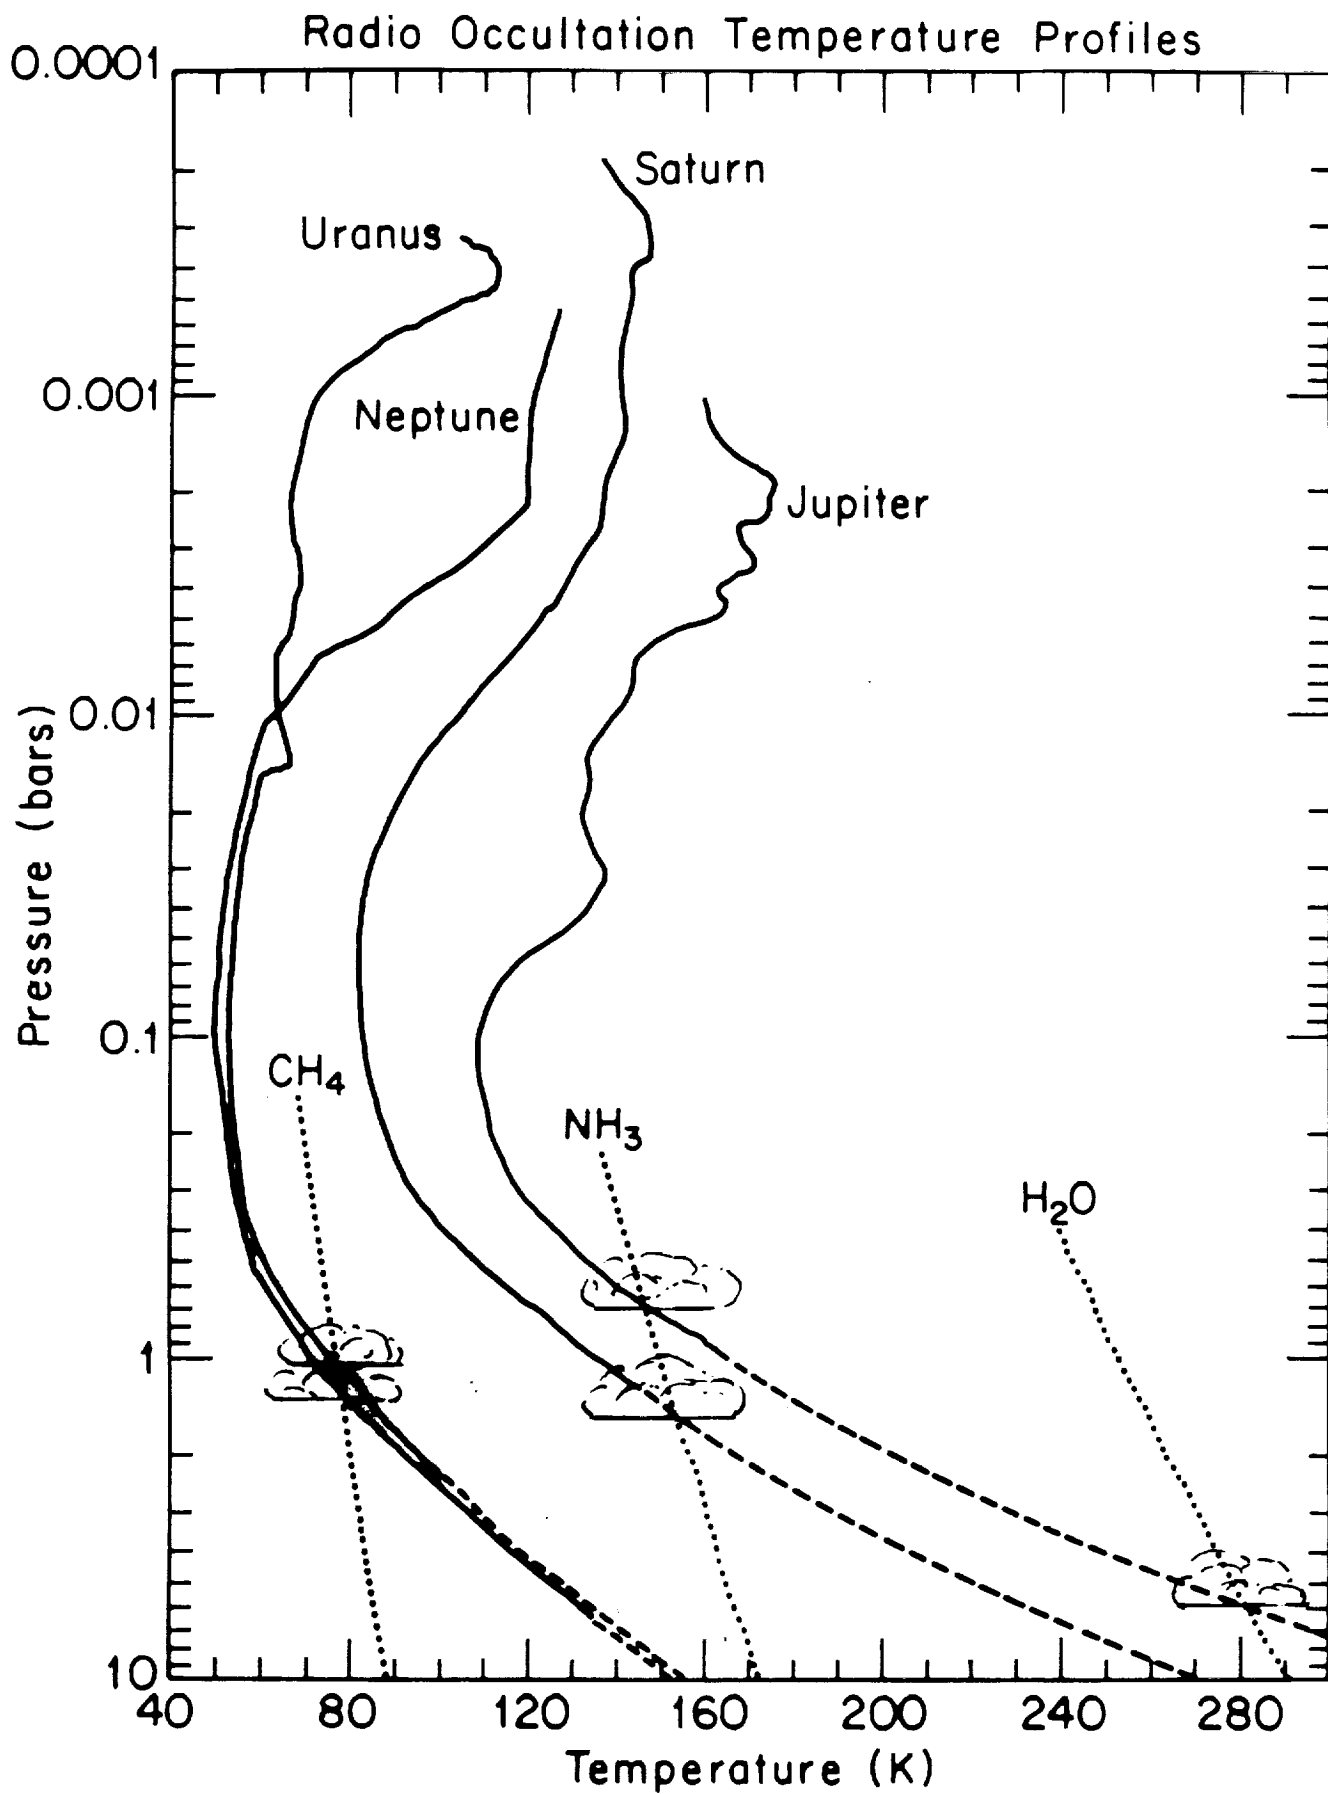 Radio Occultation Temperature Profiles
0.0001
Saturn
Uranus
0.001
Neptune
Jupiter
0.01
Pressure (bars)
0.1
CH₄
NH₃
H₂O
1
10
40 80 120 160 200 240 280
Temperature (K)